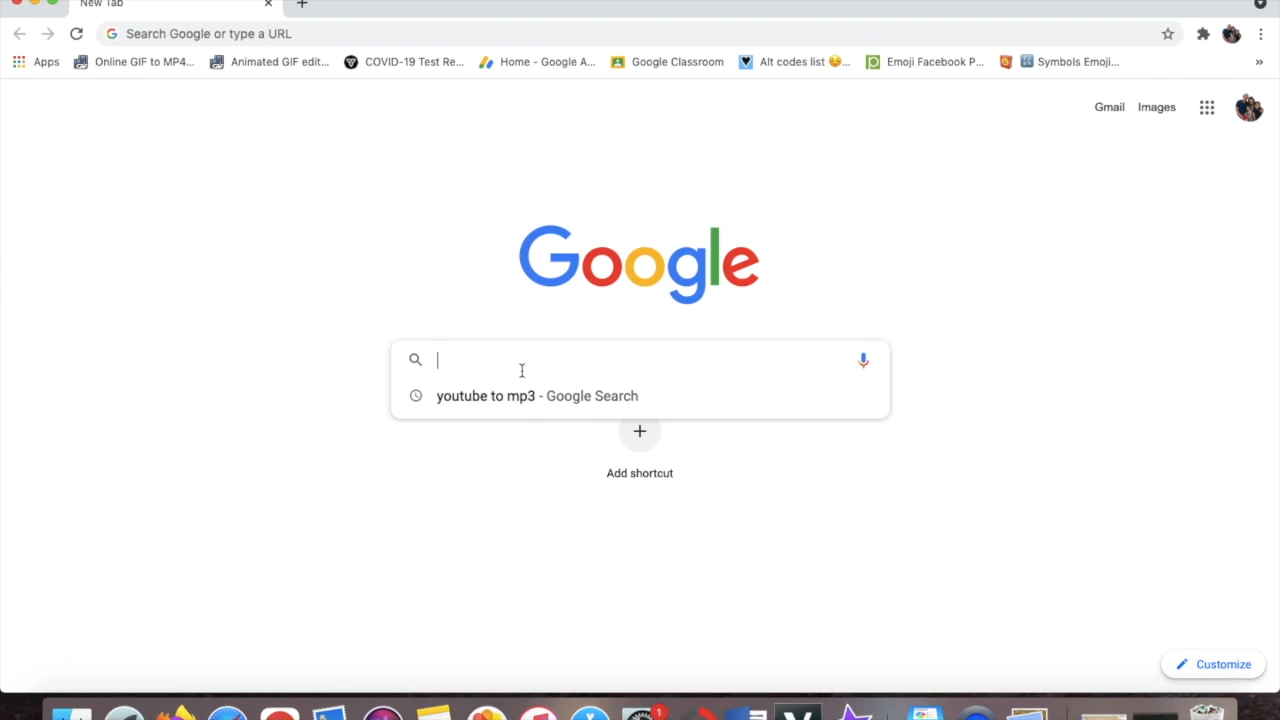 New Tab
Search Google or type a URL
Apps Online GIF to MP4... Animated GIF edit... COVID-19 Test Re... Home - Google A... Google Classroom Alt codes list 😏... Emoji Facebook P... 🔣 Symbols Emoji... »
Gmail Images
Google
youtube to mp3 - Google Search
Add shortcut
Customize
1